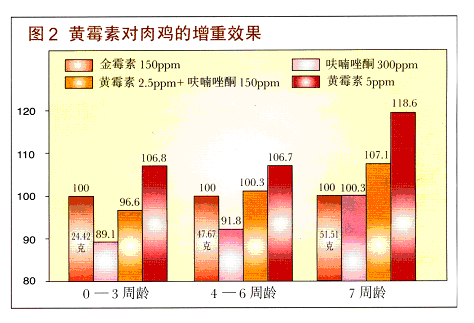 图2 黄霉素对肉鸡的增重效果
金霉素 150ppm
呋喃唑酮 300ppm
黄霉素 2.5ppm+ 呋喃唑酮 150ppm
黄霉素 5ppm
120
110
100
90
80
100
89.1
96.6
106.8
24.42
克
100
91.8
100.3
106.7
47.67
克
100
100.3
107.1
118.6
51.51
克
0 — 3 周龄
4 — 6 周龄
7 周龄